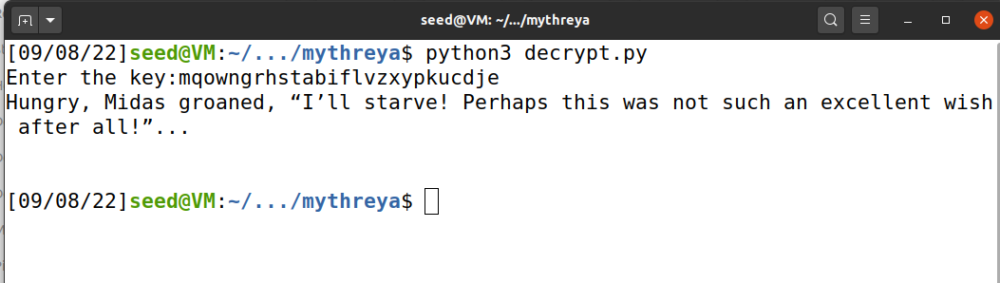 seed@VM: ~/.../mythreya
[09/08/22]seed@VM:~/.../mythreya$ python3 decrypt.py
Enter the key:mqowngrhstabiflvzxypkucdje
Hungry, Midas groaned, “I’ll starve! Perhaps this was not such an excellent wish
after all!”...
[09/08/22]seed@VM:~/.../mythreya$